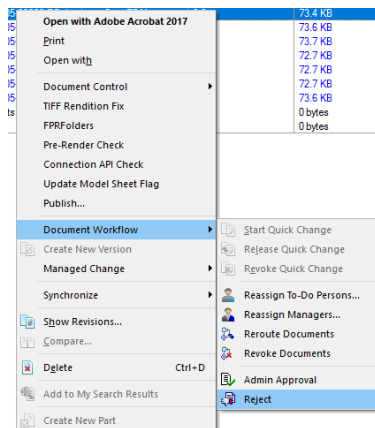 Open with Adobe Acrobat 2017
Print
Open with
Document Control
TIFF Rendition Fix
FPRFolders
Pre-Render Check
Connection API Check
Update Model Sheet Flag
Publish...
Document Workflow
Create New Version
Managed Change
Synchronize
Show Revisions...
Compare...
Delete Ctrl+D
Add to My Search Results
Create New Part
Start Quick Change
Release Quick Change
Revoke Quick Change
Reassign To-Do Persons...
Reassign Managers...
Reroute Documents
Revoke Documents
Admin Approval
Reject
73.4 KB
73.6 KB
73.7 KB
72.7 KB
72.7 KB
72.7 KB
73.6 KB
0 bytes
0 bytes